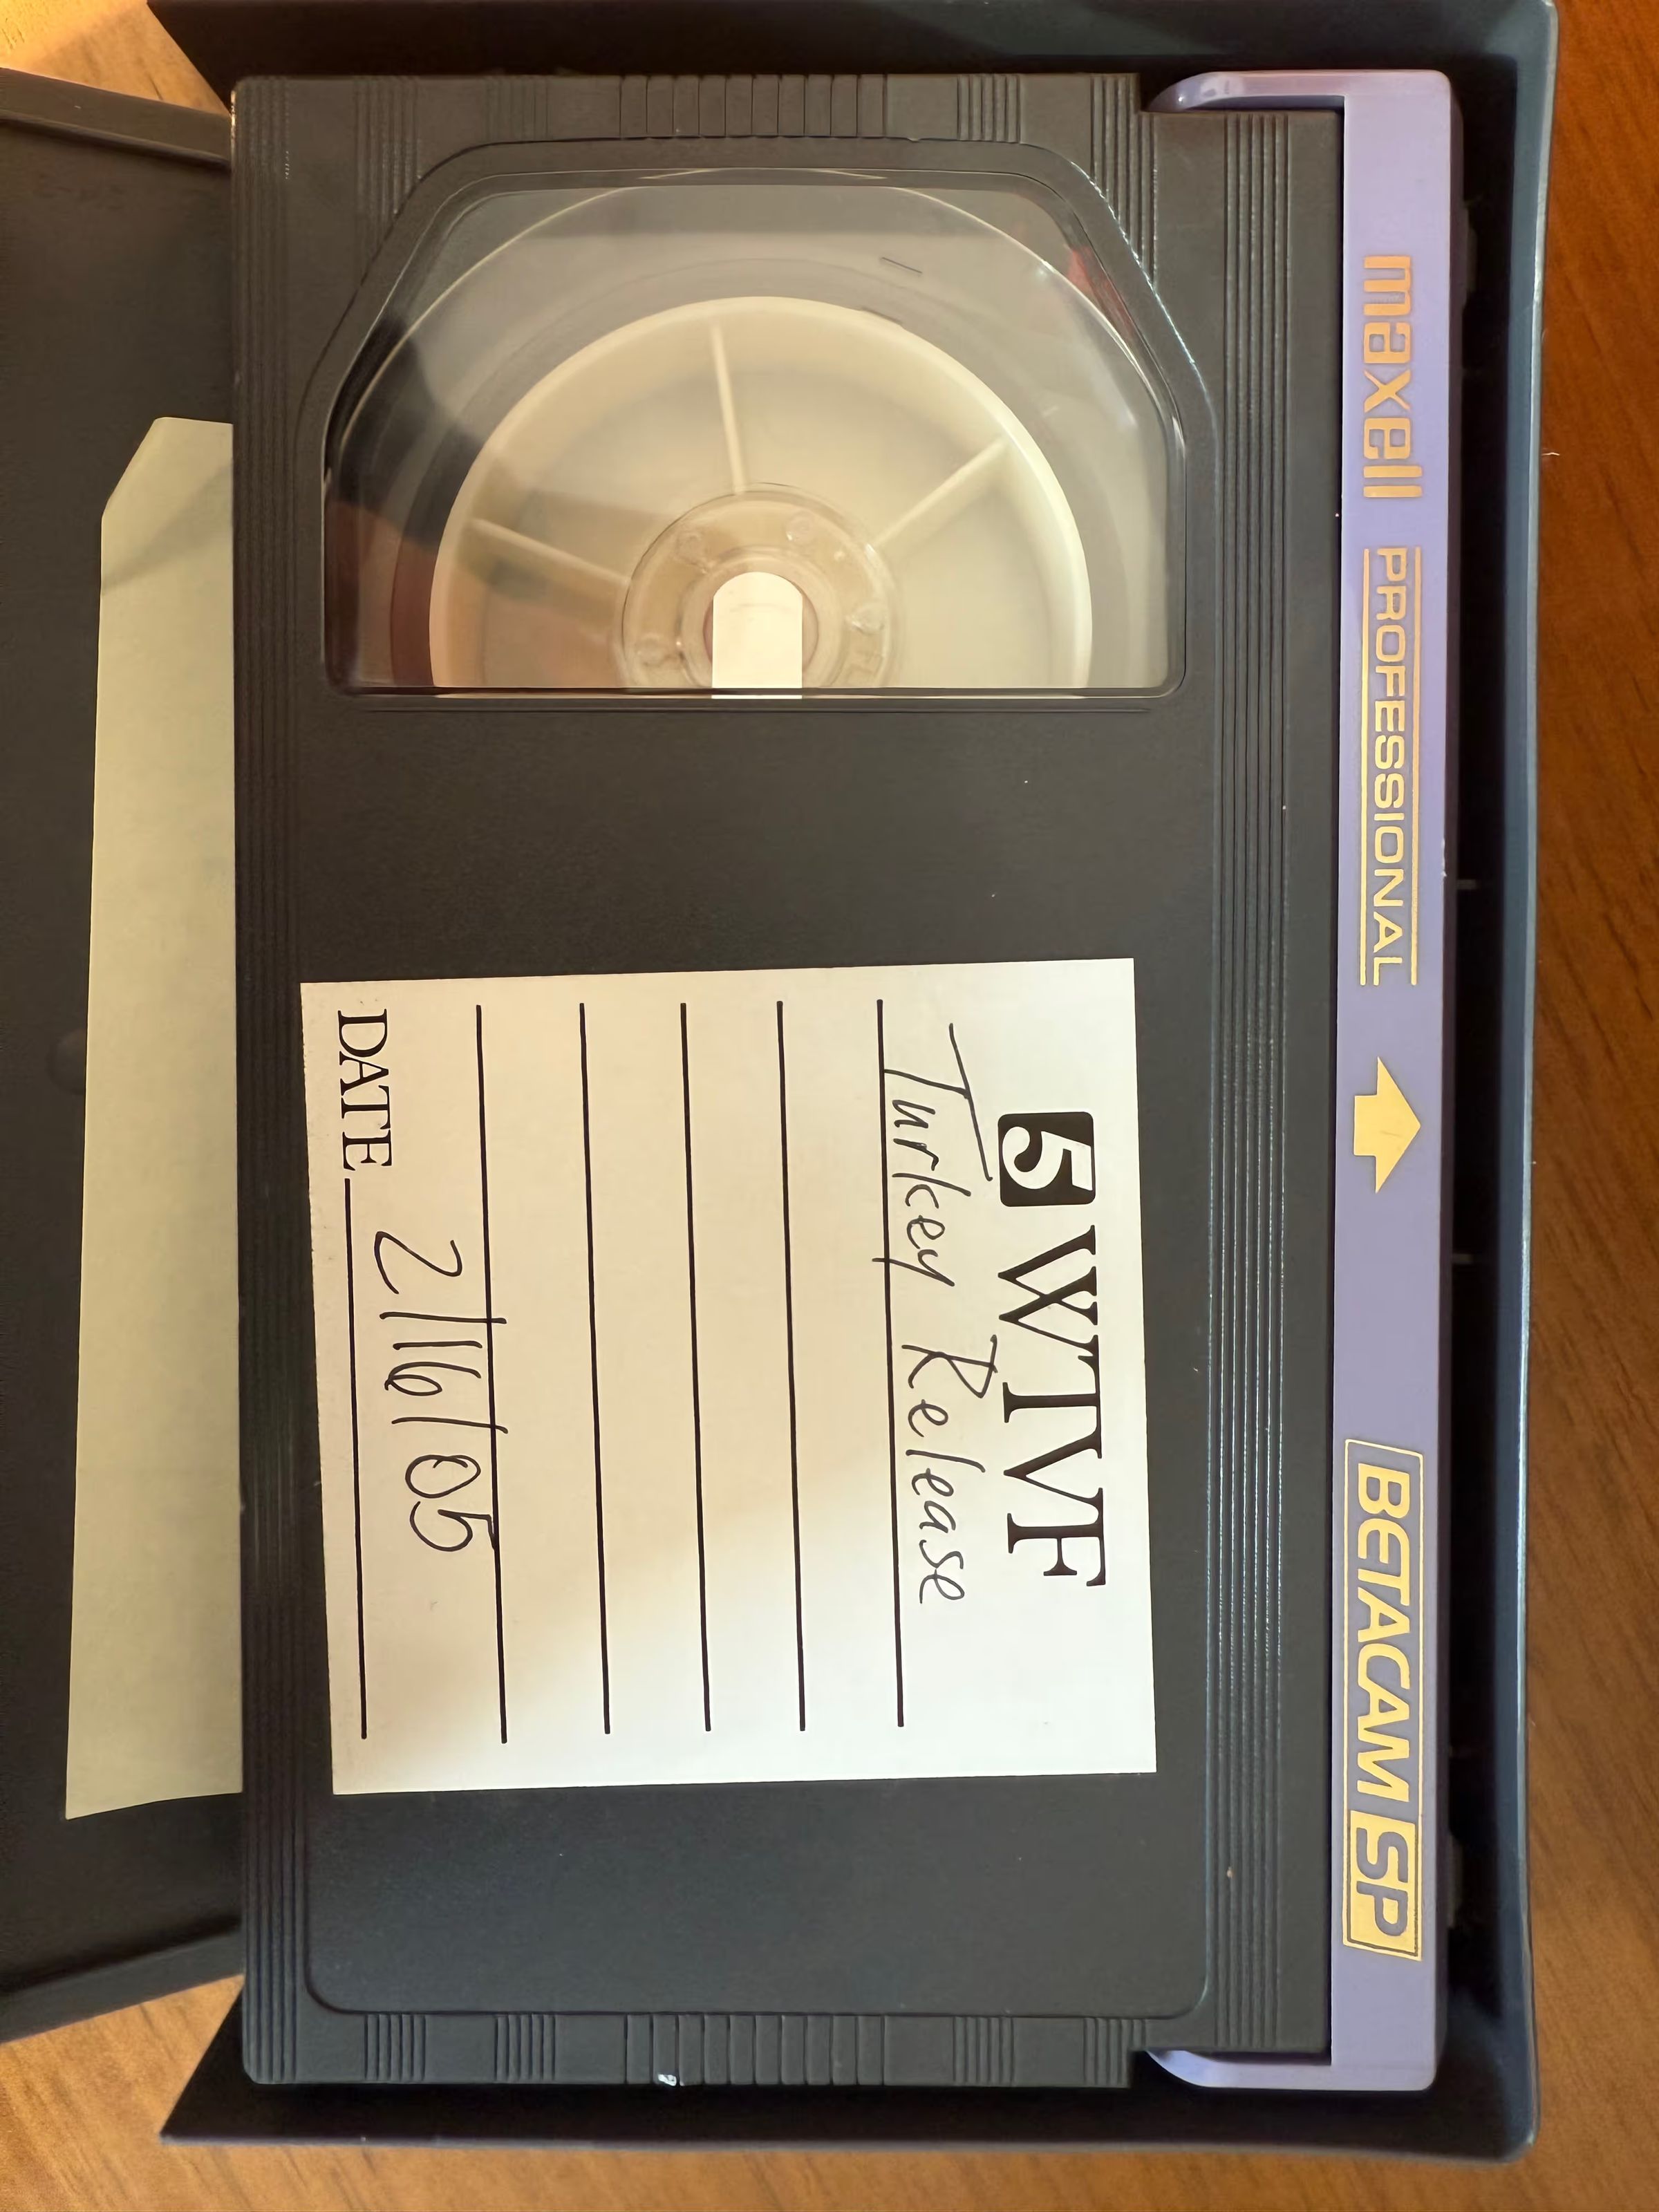 maxell PROFESSIONAL BETACAM SP
5 WTVF
Turkey Release
DATE 2/16/05